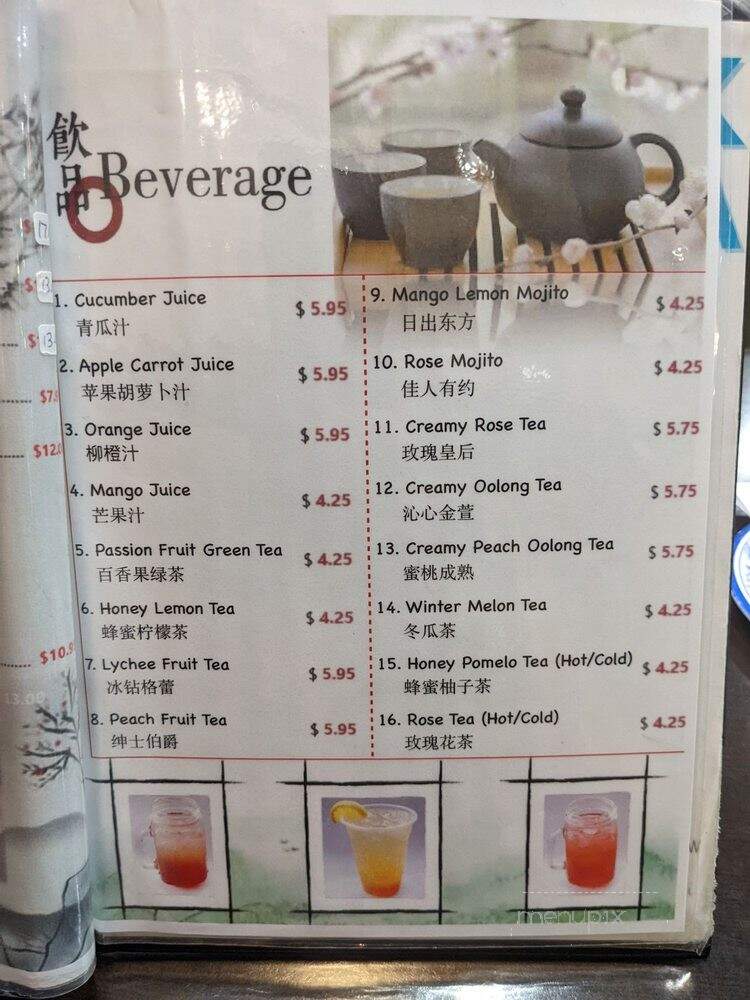 飲品
Beverage
1. Cucumber Juice $ 5.95
青瓜汁
2. Apple Carrot Juice $ 5.95
苹果胡萝卜汁
3. Orange Juice $ 5.95
柳橙汁
4. Mango Juice $ 4.25
芒果汁
5. Passion Fruit Green Tea $ 4.25
百香果绿茶
6. Honey Lemon Tea $ 4.25
蜂蜜柠檬茶
7. Lychee Fruit Tea $ 5.95
冰钻格蕾
8. Peach Fruit Tea $ 5.95
绅士伯爵
9. Mango Lemon Mojito $ 4.25
日出东方
10. Rose Mojito $ 4.25
佳人有约
11. Creamy Rose Tea $ 5.75
玫瑰皇后
12. Creamy Oolong Tea $ 5.75
沁心金萱
13. Creamy Peach Oolong Tea $ 5.75
蜜桃成熟
14. Winter Melon Tea $ 4.25
冬瓜茶
15. Honey Pomelo Tea (Hot/Cold) $ 4.25
蜂蜜柚子茶
16. Rose Tea (Hot/Cold) $ 4.25
玫瑰花茶
menupix